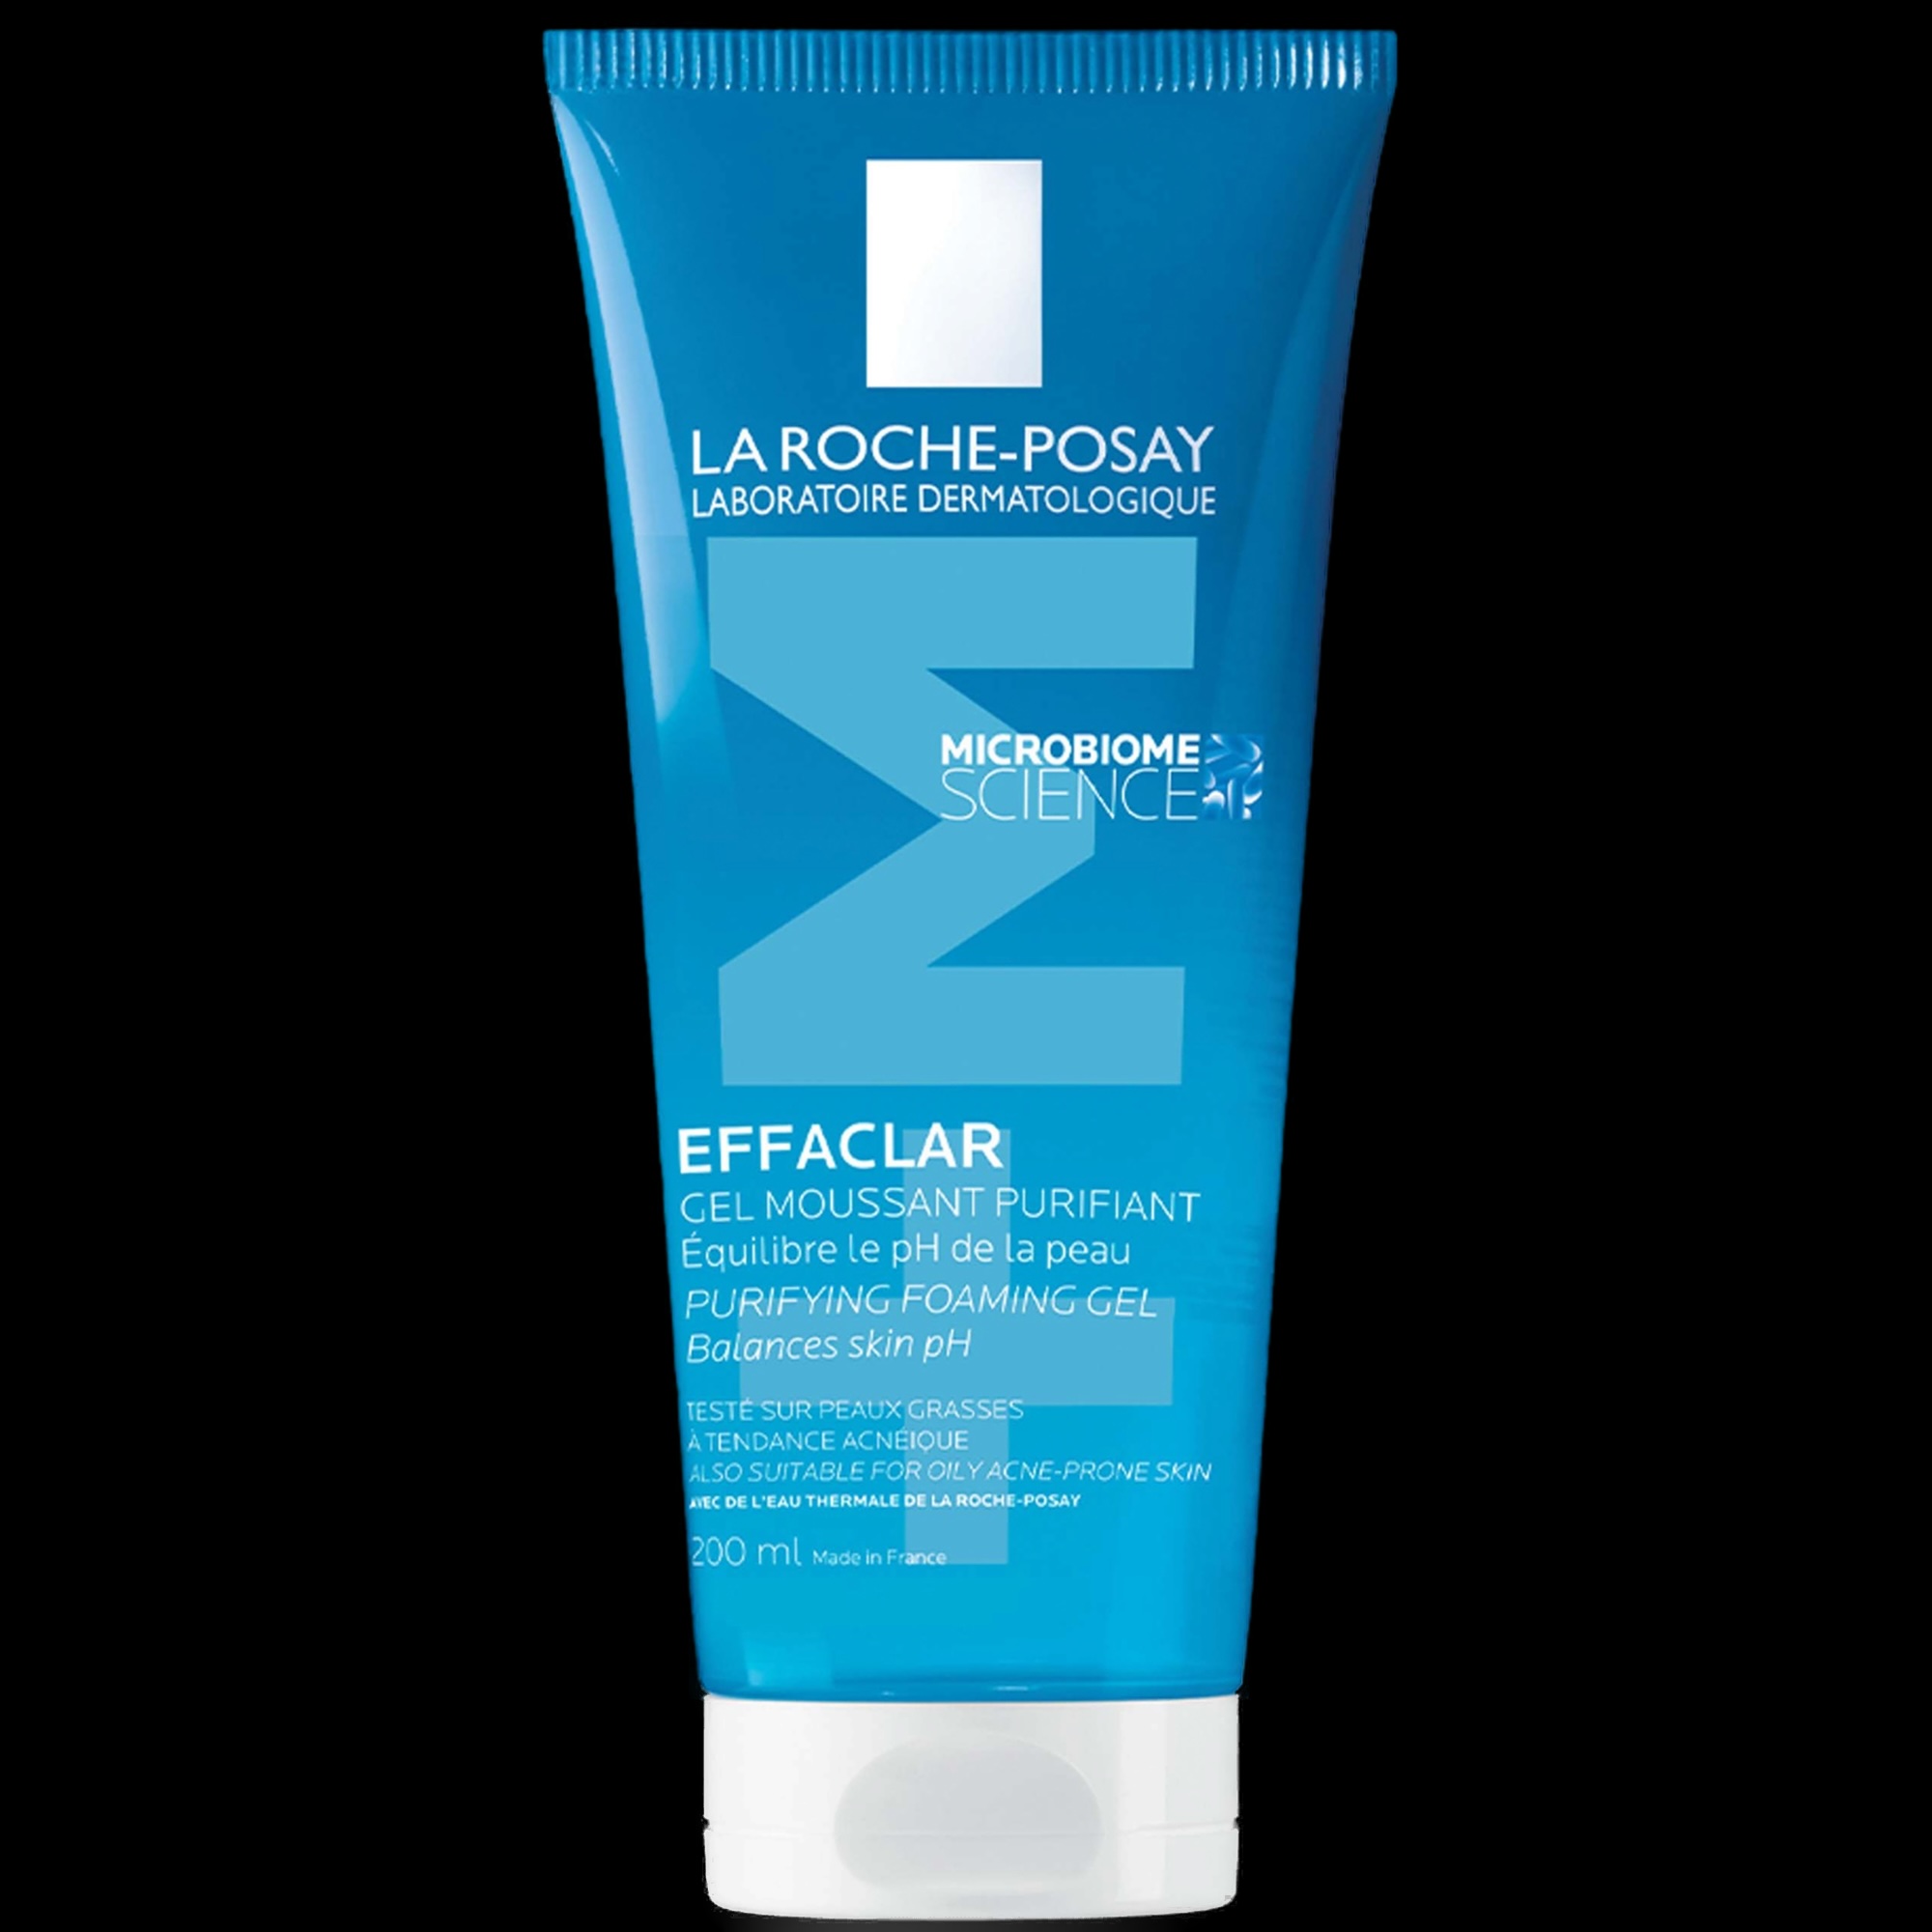 LA ROCHE-POSAY
LABORATOIRE DERMATOLOGIQUE
M
MICROBIOME
SCIENCE
EFFACLAR
GEL MOUSSANT PURIFIANT
Équilibre le pH de la peau
PURIFYING FOAMING GEL
Balances skin pH
TESTÉ SUR PEAUX GRASSES
À TENDANCE ACNÉIQUE
ALSO SUITABLE FOR OILY ACNE-PRONE SKIN
AVEC DE L'EAU THERMALE DE LA ROCHE-POSAY
200 ml Made in France
+